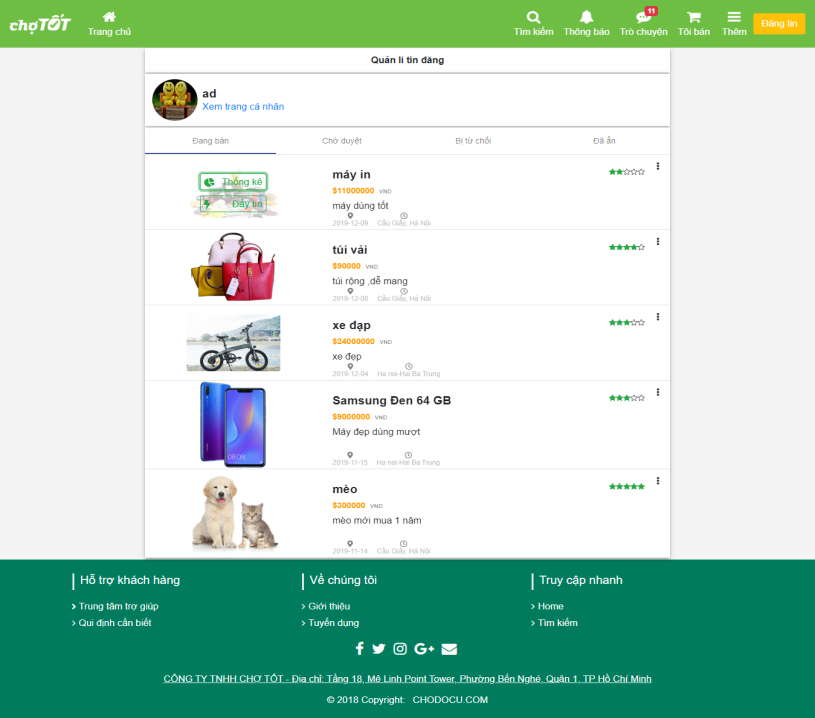 chợTỐT
Trang chủ
Tìm kiếm
Thông báo
11
Trò chuyện
Tôi bán
Thêm
Đăng tin
Quản lí tin đăng
ad
Xem trang cá nhân
Đang bán
Chờ duyệt
Bị từ chối
Đã ẩn
Thống kê
Đẩy tin
máy in
$11000000 VND
máy dùng tốt
2019-12-09 Cầu Giấy, Hà Nội
túi vải
$90000 VND
túi rộng ,dễ mang
2019-12-08 Cầu Giấy, Hà Nội
xe đạp
$24000000 VND
xe đẹp
2019-12-04 Ha noi-Hai Ba Trung
Samsung Đen 64 GB
$9000000 VND
Máy đẹp dùng mượt
08:08
2019-11-15 Ha noi-Hai Ba Trung
mèo
$300000 VND
mèo mới mua 1 năm
2019-11-14 Cầu Giấy, Hà Nội
Hỗ trợ khách hàng
Về chúng tôi
Truy cập nhanh
> Trung tâm trợ giúp
> Giới thiệu
> Home
> Qui định cần biết
> Tuyển dụng
> Tìm kiếm
CÔNG TY TNHH CHỢ TỐT - Địa chỉ: Tầng 18, Mê Linh Point Tower, Phường Bến Nghé, Quận 1, TP Hồ Chí Minh
© 2018 Copyright: CHODOCU.COM